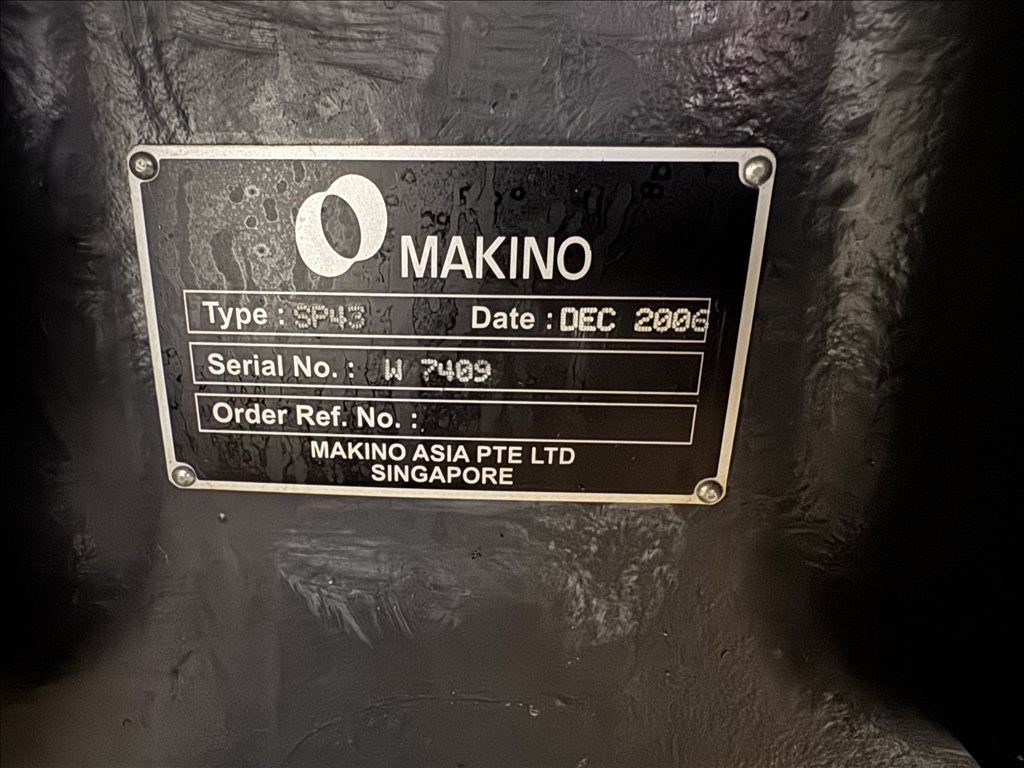 MAKINO
Type : SP43 Date : DEC 2006
Serial No. : W 7409
Order Ref. No. :
MAKINO ASIA PTE LTD
SINGAPORE